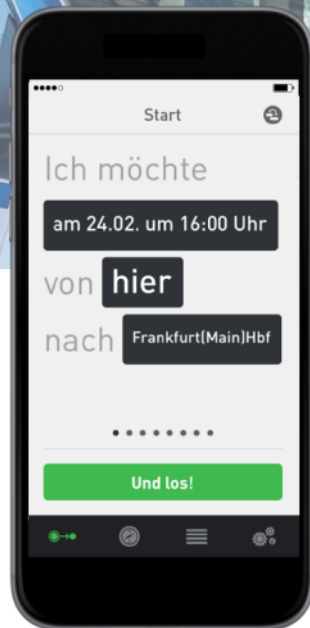 Start
Ich möchte
am 24.02. um 16:00 Uhr
von hier
nach Frankfurt(Main)Hbf
Und los!